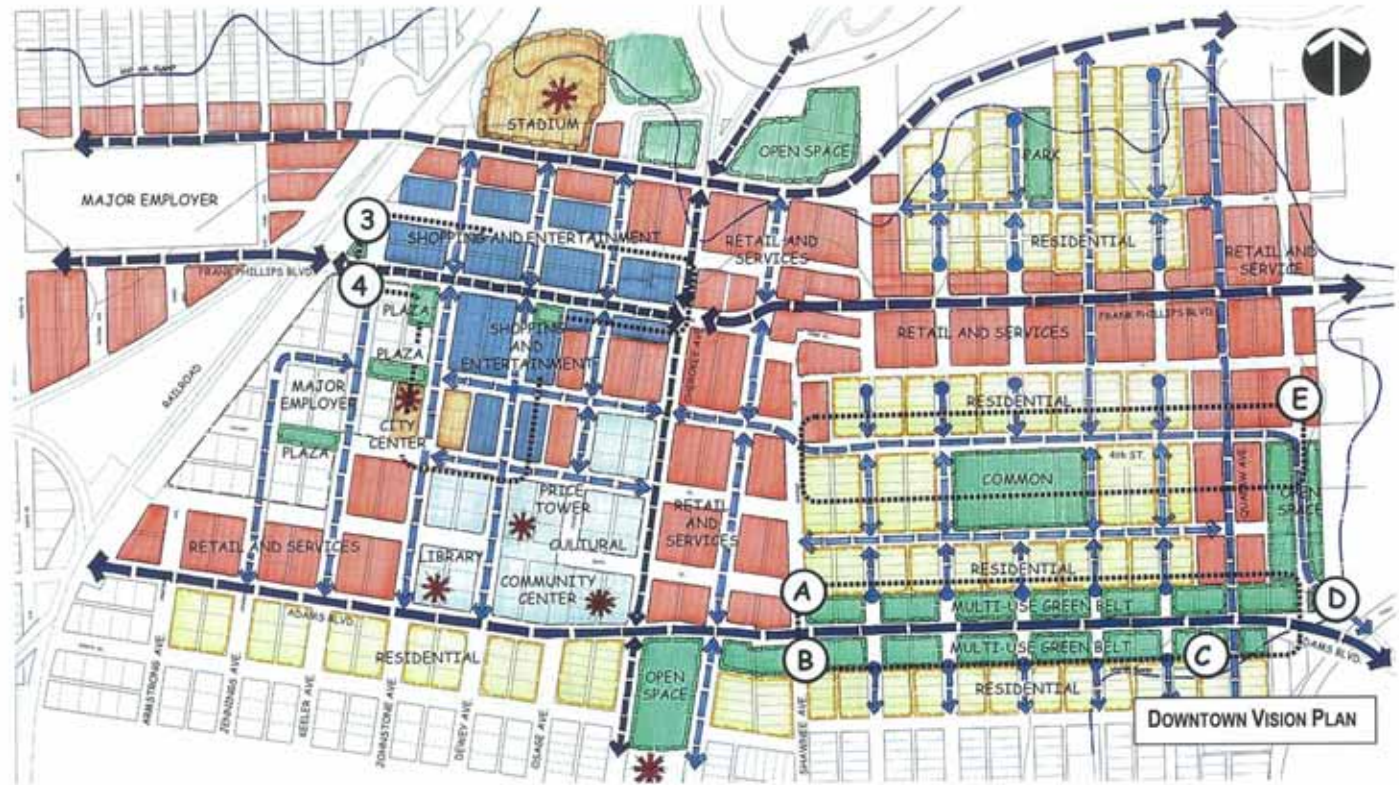 STADIUM
OPEN SPACE
PARK
MAJOR EMPLOYER
3
SHOPPING AND ENTERTAINMENT
RETAIL AND
SERVICES
RESIDENTIAL
RETAIL AND
SERVICE
FRANK PHILLIPS BLVD.
4
PLAZA
SHOPPING
AND
ENTERTAINMENT
CHEROKEE AVE
RETAIL AND SERVICES
FRANK PHILLIPS BLVD.
PLAZA
RAILROAD
MAJOR
EMPLOYER
CITY
CENTER
PLAZA
RESIDENTIAL
E
4th ST.
COMMON
QUAPAW AVE.
OPEN
SPACE
PRICE
TOWER
CULTURAL
RETAIL
AND
SERVICES
RETAIL AND SERVICES
LIBRARY
COMMUNITY
CENTER
RESIDENTIAL
A
MULTI-USE GREEN BELT
D
ADAMS BLVD.
B
MULTI-USE GREEN BELT
C
ADAMS BLVD.
RESIDENTIAL
OPEN
SPACE
RESIDENTIAL
ARMSTRONG AVE.
JENNINGS AVE.
KEELER AVE
JOHNSTONE AVE.
DEWEY AVE.
OSAGE AVE.
SHAWNEE AVE
DOWNTOWN VISION PLAN